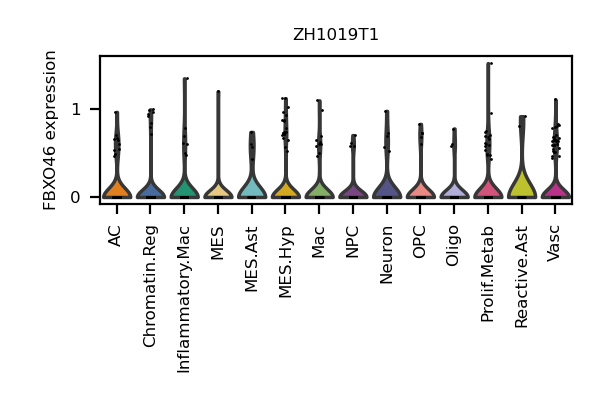 ZH1019T1
FBXO46 expression
1
0
AC
Chromatin.Reg
Inflammatory.Mac
MES
MES.Ast
MES.Hyp
Mac
NPC
Neuron
OPC
Oligo
Prolif.Metab
Reactive.Ast
Vasc